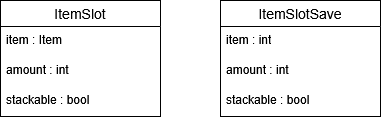 ItemSlot
item : Item
amount : int
stackable : bool
ItemSlotSave
item : int
amount : int
stackable : bool